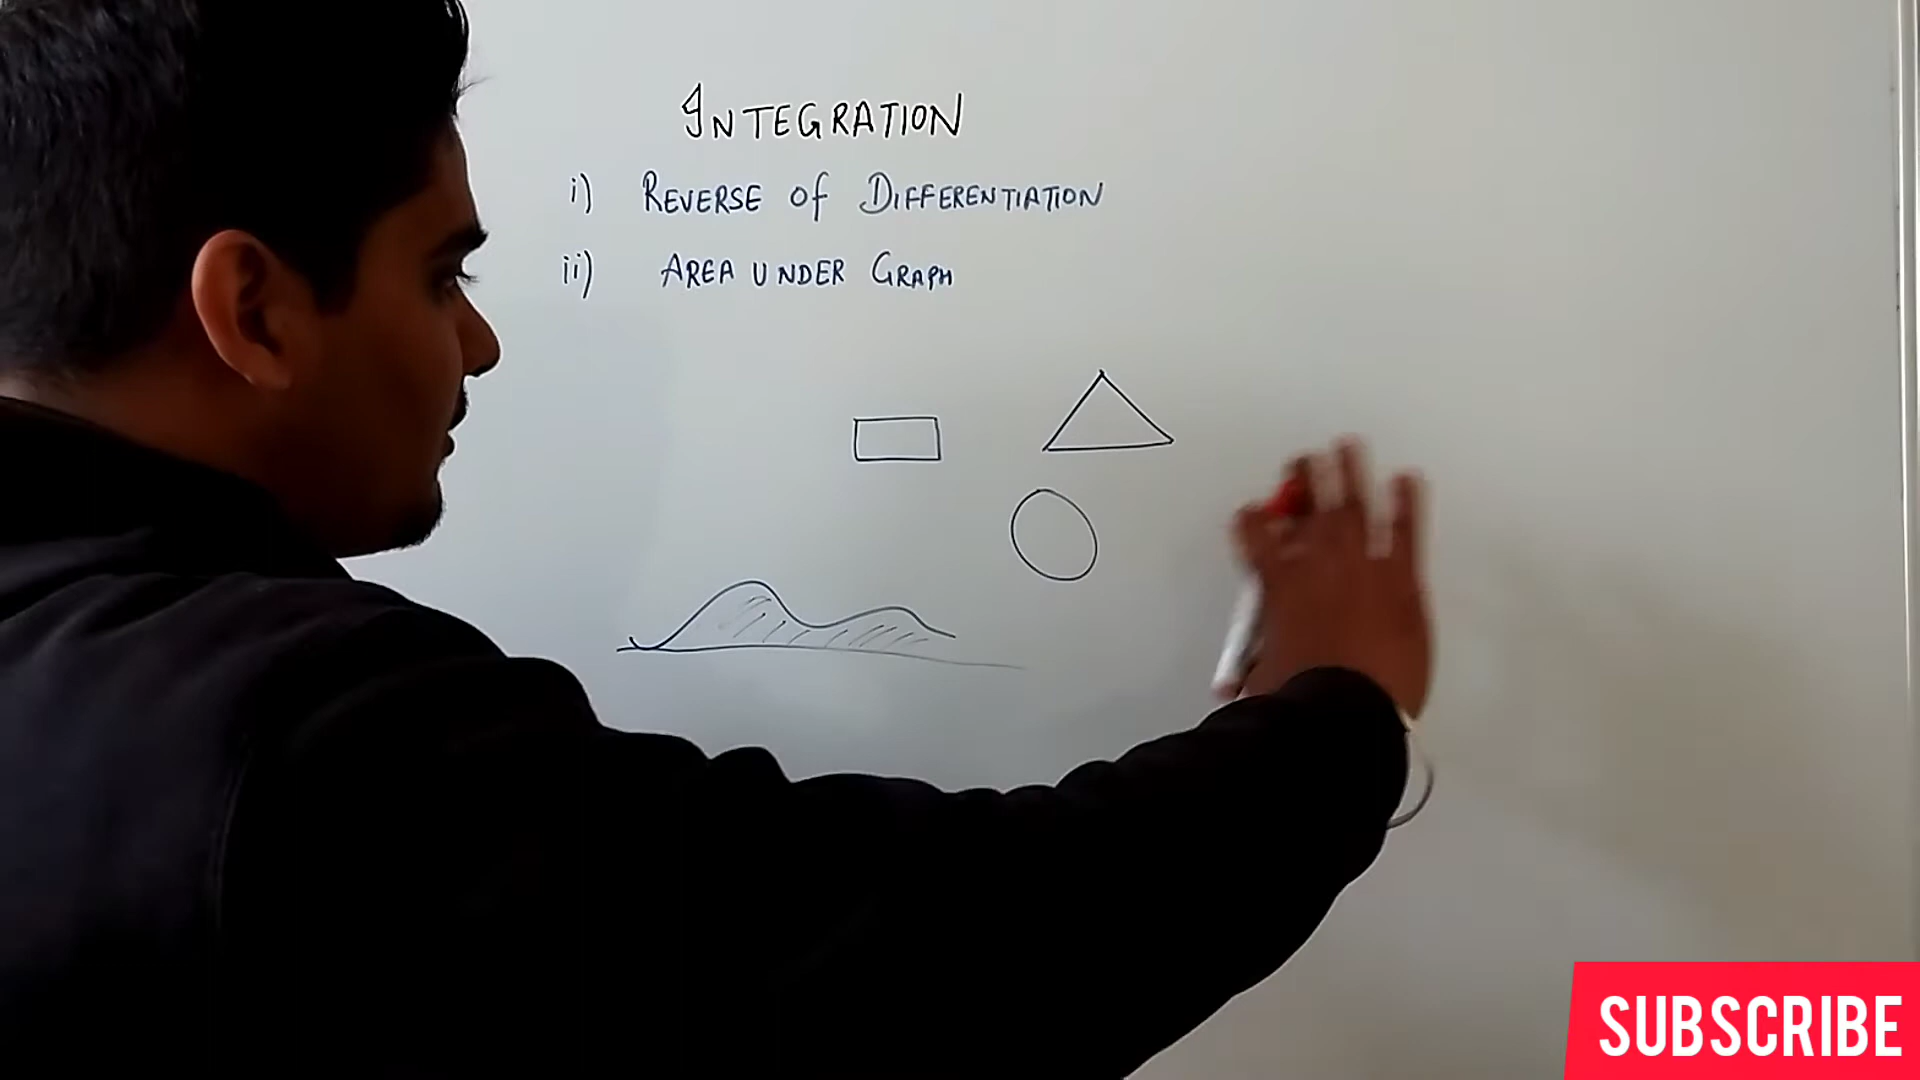 INTEGRATION
i) REVERSE OF DIFFERENTIATION
ii) AREA UNDER GRAPH
SUBSCRIBE